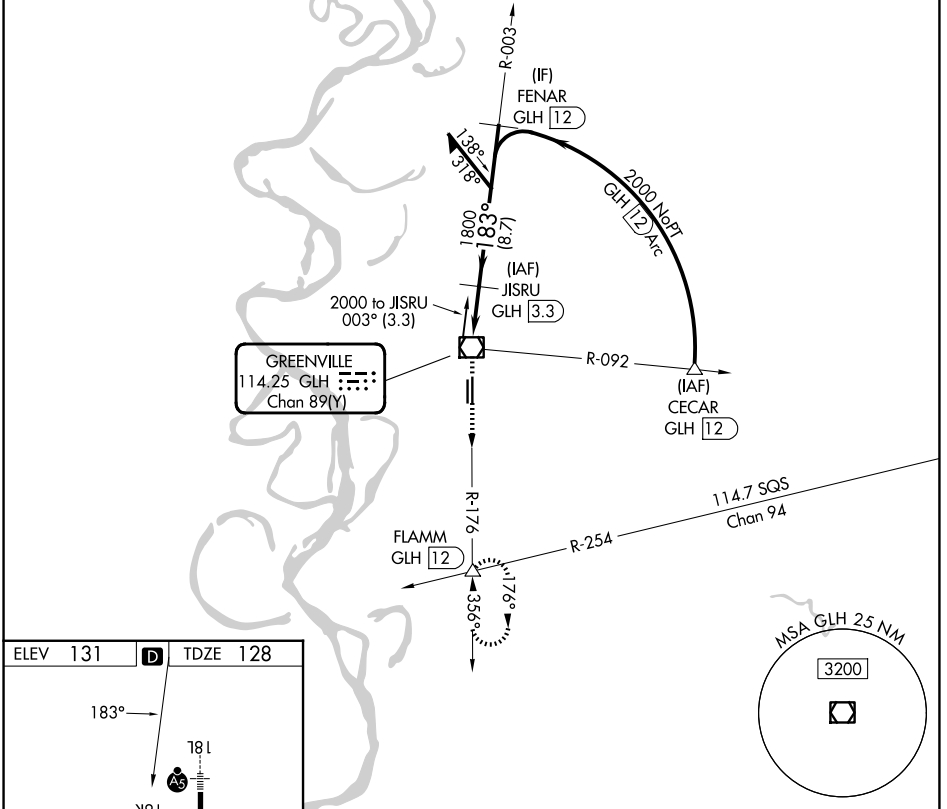 R-003
(IF)
FENAR
GLH 12
138°
318°
2000 NoPT
GLH 12 Arc
1800
183°
(8.7)
(IAF)
JISRU
GLH 3.3
2000 to JISRU
003° (3.3)
GREENVILLE
114.25 GLH
Chan 89(Y)
R-092
(IAF)
CECAR
GLH 12
114.7 SQS
Chan 94
R-254
R-176
FLAMM
GLH 12
356°
176°
MSA GLH 25 NM
3200
ELEV 131 D TDZE 128
183°
18L
A5